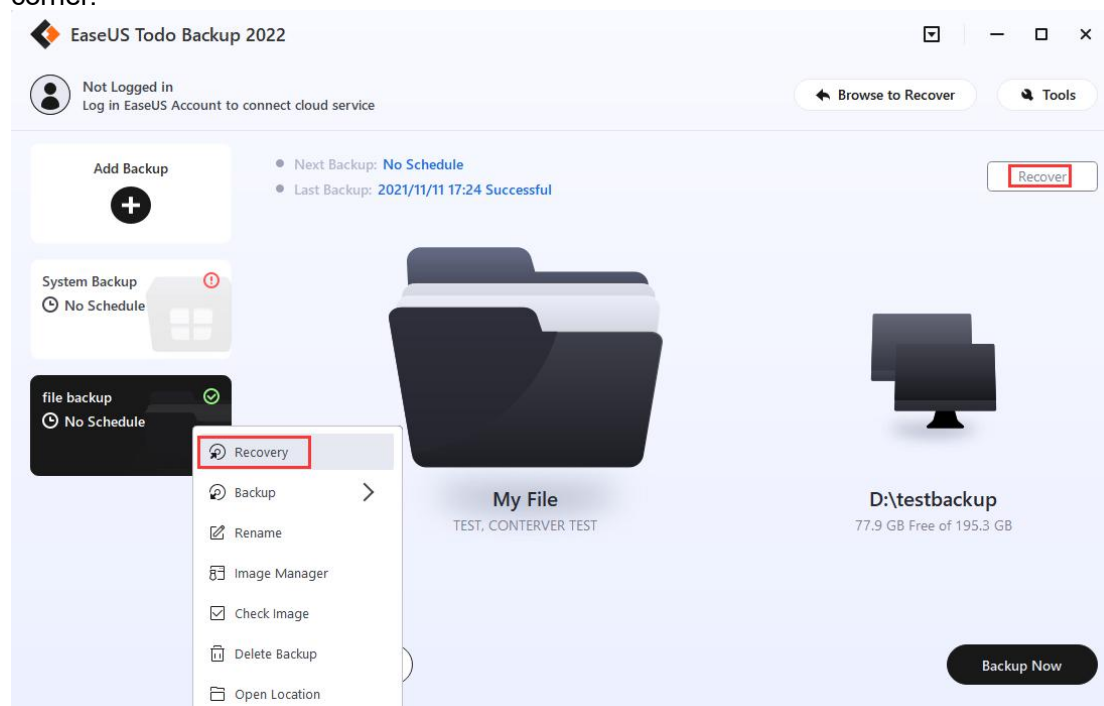 corner.
EaseUS Todo Backup 2022
Not Logged in
Log in EaseUS Account to connect cloud service
Browse to Recover
Tools
Add Backup
Next Backup: No Schedule
Last Backup: 2021/11/11 17:24 Successful
Recover
System Backup
No Schedule
file backup
No Schedule
Recovery
Backup
Rename
Image Manager
Check Image
Delete Backup
Open Location
My File
TEST, CONTERVER TEST
D:\testbackup
77.9 GB Free of 195.3 GB
Backup Now